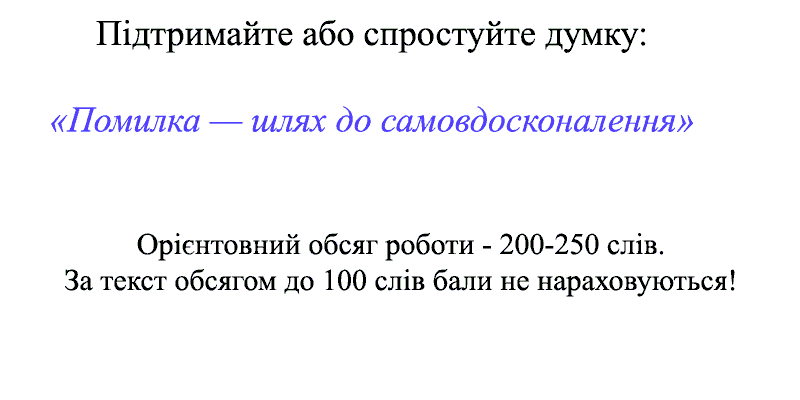 Підтримайте або спростуйте думку:
«Помилка — шлях до самовдосконалення»
Орієнтовний обсяг роботи - 200-250 слів.
За текст обсягом до 100 слів бали не нараховуються!